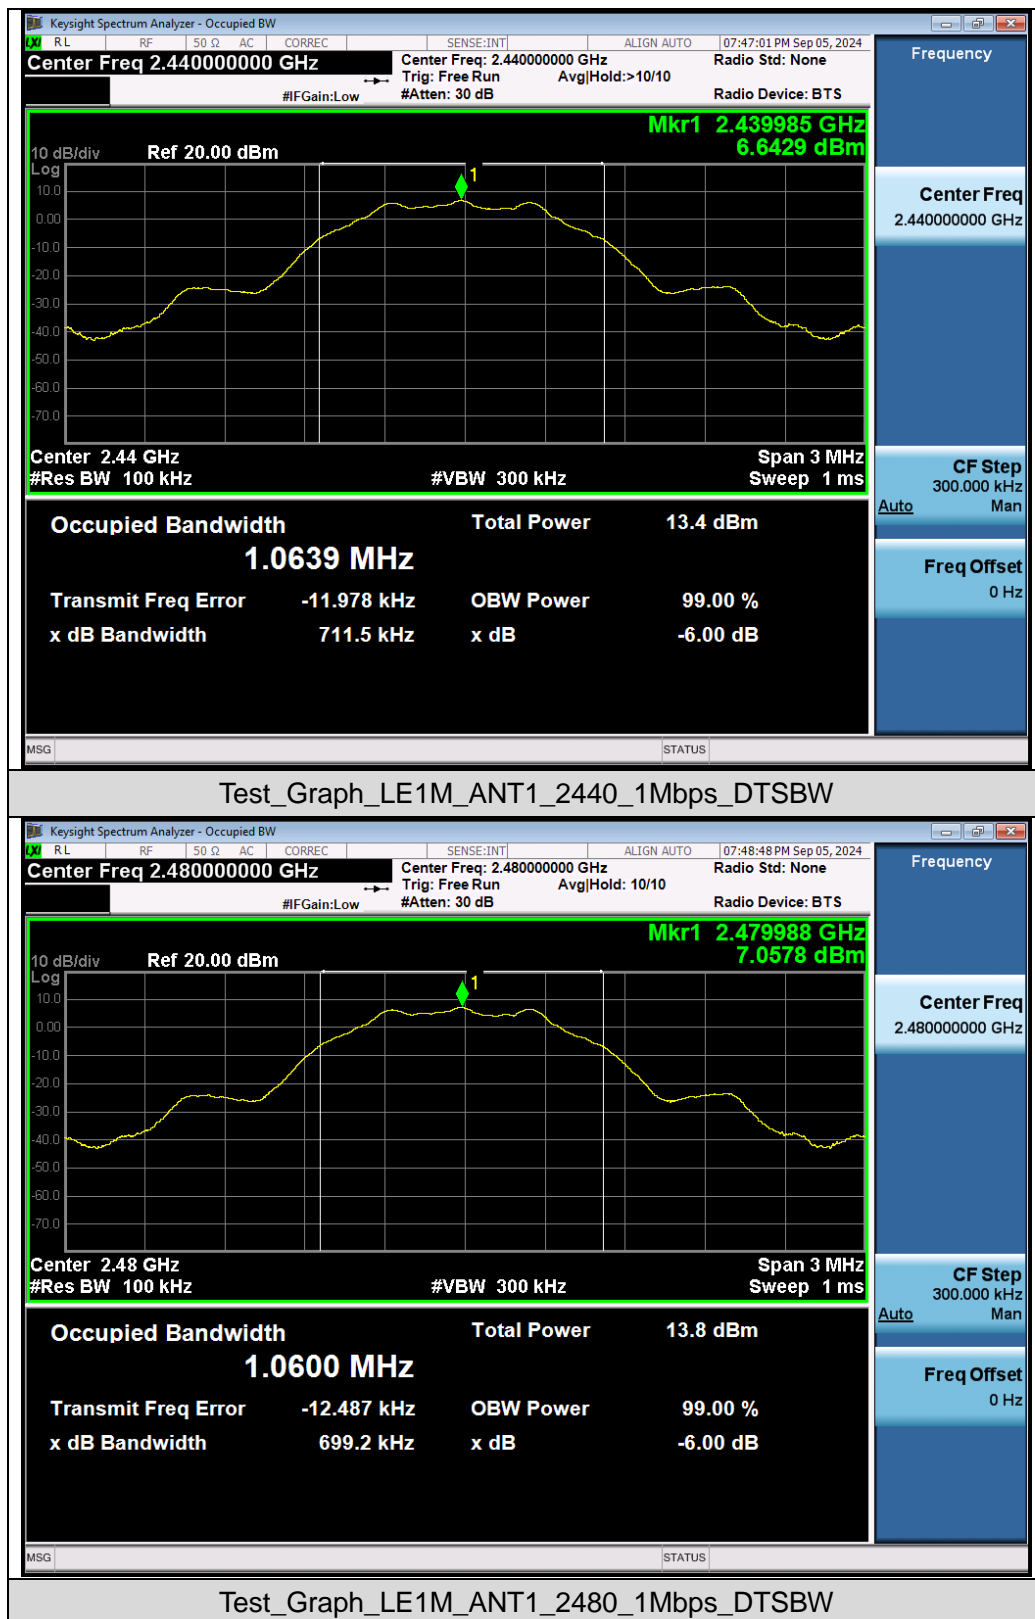 Keysight Spectrum Analyzer - Occupied BW
LXI RL RF 50 Ω AC CORREC SENSE:INT ALIGN AUTO 07:47:01 PM Sep 05, 2024
Center Freq 2.440000000 GHz
Center Freq: 2.440000000 GHz Radio Std: None
Trig: Free Run Avg|Hold:>10/10
#IFGain:Low #Atten: 30 dB Radio Device: BTS
Frequency
Mkr1 2.439985 GHz
6.6429 dBm
10 dB/div Ref 20.00 dBm
Log
1
10.0
0.00
-10.0
-20.0
-30.0
-40.0
-50.0
-60.0
-70.0
Center Freq
2.440000000 GHz
Center 2.44 GHz Span 3 MHz
#Res BW 100 kHz #VBW 300 kHz Sweep 1 ms
CF Step
300.000 kHz
Auto Man
Occupied Bandwidth Total Power 13.4 dBm
1.0639 MHz
Transmit Freq Error -11.978 kHz OBW Power 99.00 %
x dB Bandwidth 711.5 kHz x dB -6.00 dB
Freq Offset
0 Hz
MSG STATUS
Test_Graph_LE1M_ANT1_2440_1Mbps_DTSBW
Keysight Spectrum Analyzer - Occupied BW
LXI RL RF 50 Ω AC CORREC SENSE:INT ALIGN AUTO 07:48:48 PM Sep 05, 2024
Center Freq 2.480000000 GHz
Center Freq: 2.480000000 GHz Radio Std: None
Trig: Free Run Avg|Hold: 10/10
#IFGain:Low #Atten: 30 dB Radio Device: BTS
Frequency
Mkr1 2.479988 GHz
7.0578 dBm
10 dB/div Ref 20.00 dBm
Log
1
10.0
0.00
-10.0
-20.0
-30.0
-40.0
-50.0
-60.0
-70.0
Center Freq
2.480000000 GHz
Center 2.48 GHz Span 3 MHz
#Res BW 100 kHz #VBW 300 kHz Sweep 1 ms
CF Step
300.000 kHz
Auto Man
Occupied Bandwidth Total Power 13.8 dBm
1.0600 MHz
Transmit Freq Error -12.487 kHz OBW Power 99.00 %
x dB Bandwidth 699.2 kHz x dB -6.00 dB
Freq Offset
0 Hz
MSG STATUS
Test_Graph_LE1M_ANT1_2480_1Mbps_DTSBW